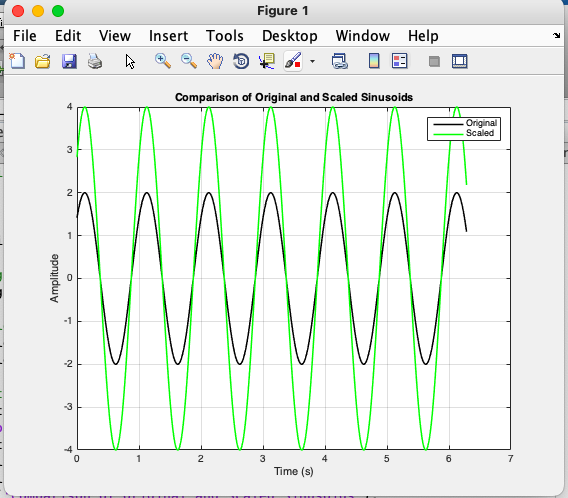 Figure 1
File Edit View Insert Tools Desktop Window Help
Comparison of Original and Scaled Sinusoids
Original
Scaled
4
3
2
1
0
-1
-2
-3
-4
Amplitude
0 1 2 3 4 5 6 7
Time (s)